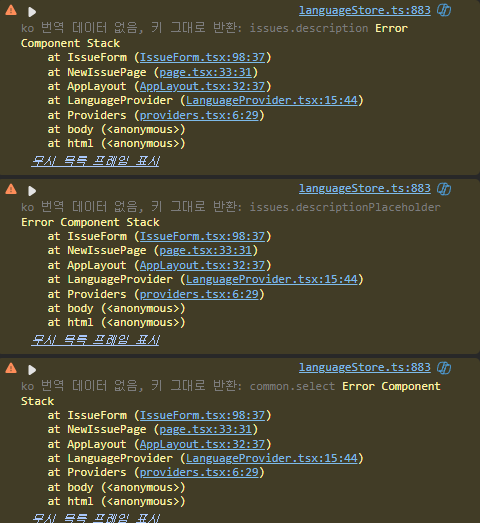 languageStore.ts:883
ko 번역 데이터 없음, 키 그대로 반환: issues.description Error
Component Stack
at IssueForm (IssueForm.tsx:98:37)
at NewIssuePage (page.tsx:33:31)
at AppLayout (AppLayout.tsx:32:37)
at LanguageProvider (LanguageProvider.tsx:15:44)
at Providers (providers.tsx:6:29)
at body (<anonymous>)
at html (<anonymous>)
무시 목록 프레임 표시
languageStore.ts:883
ko 번역 데이터 없음, 키 그대로 반환: issues.descriptionPlaceholder
Error Component Stack
at IssueForm (IssueForm.tsx:98:37)
at NewIssuePage (page.tsx:33:31)
at AppLayout (AppLayout.tsx:32:37)
at LanguageProvider (LanguageProvider.tsx:15:44)
at Providers (providers.tsx:6:29)
at body (<anonymous>)
at html (<anonymous>)
무시 목록 프레임 표시
languageStore.ts:883
ko 번역 데이터 없음, 키 그대로 반환: common.select Error Component
Stack
at IssueForm (IssueForm.tsx:98:37)
at NewIssuePage (page.tsx:33:31)
at AppLayout (AppLayout.tsx:32:37)
at LanguageProvider (LanguageProvider.tsx:15:44)
at Providers (providers.tsx:6:29)
at body (<anonymous>)
at html (<anonymous>)
무시 목록 프레임 표시